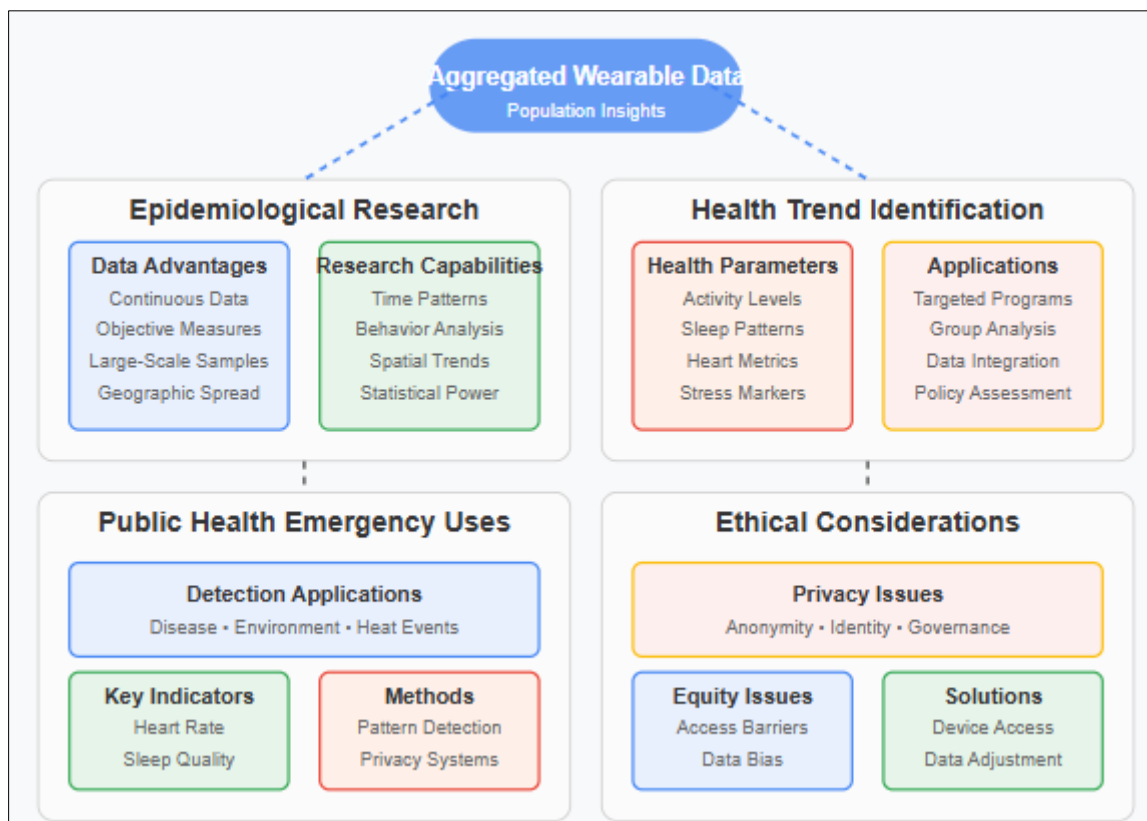 Aggregated Wearable Data
Population Insights
Epidemiological Research
Data Advantages
Continuous Data
Objective Measures
Large-Scale Samples
Geographic Spread
Research Capabilities
Time Patterns
Behavior Analysis
Spatial Trends
Statistical Power
Health Trend Identification
Health Parameters
Activity Levels
Sleep Patterns
Heart Metrics
Stress Markers
Applications
Targeted Programs
Group Analysis
Data Integration
Policy Assessment
Public Health Emergency Uses
Detection Applications
Disease • Environment • Heat Events
Key Indicators
Heart Rate
Sleep Quality
Methods
Pattern Detection
Privacy Systems
Ethical Considerations
Privacy Issues
Anonymity • Identity • Governance
Equity Issues
Access Barriers
Data Bias
Solutions
Device Access
Data Adjustment